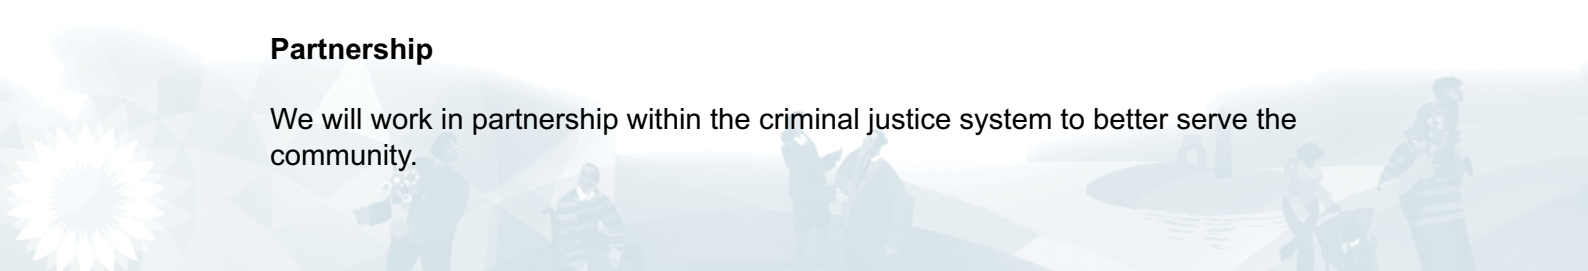 Partnership
We will work in partnership within the criminal justice system to better serve the
community.